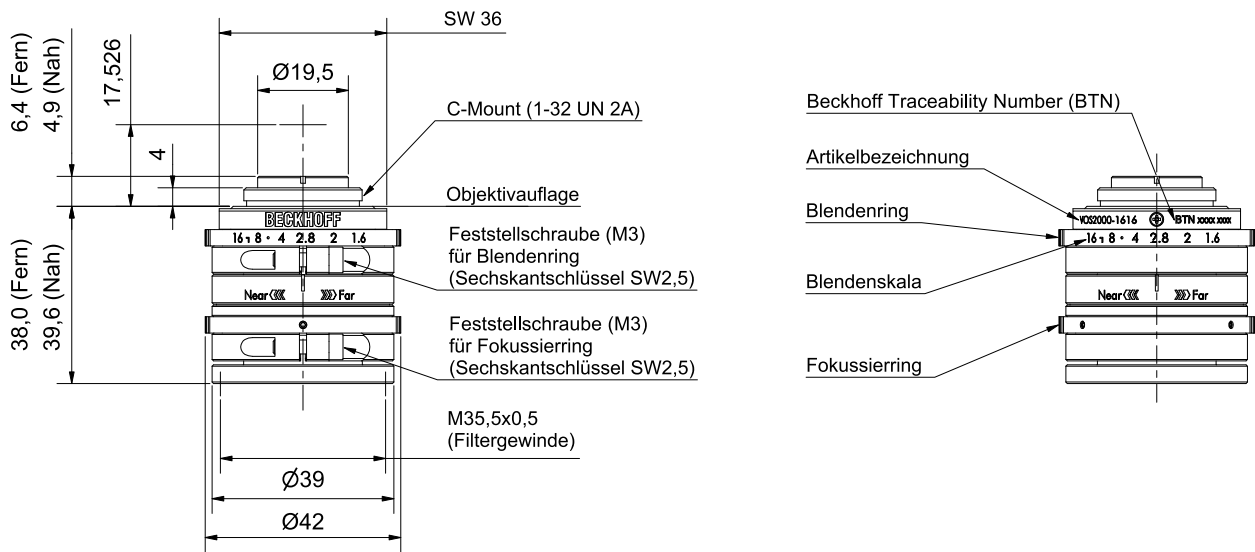 SW 36
6,4 (Fern)
4,9 (Nah)
17,526
Ø19,5
4
C-Mount (1-32 UN 2A)
Objektivauflage
BECKHOFF
16 8 • 4 2.8 2 1.6
Feststellschraube (M3)
für Blendenring
(Sechskantschlüssel SW2,5)
Near Far
38,0 (Fern)
39,6 (Nah)
Feststellschraube (M3)
für Fokussierring
(Sechskantschlüssel SW2,5)
M35,5x0,5
(Filtergewinde)
Ø39
Ø42
Beckhoff Traceability Number (BTN)
Artikelbezeichnung
Blendenring
VOS2000-1616 BTN xxxx xxxx
16 8 • 4 2.8 2 1.6
Blendenskala
Near Far
Fokussierring